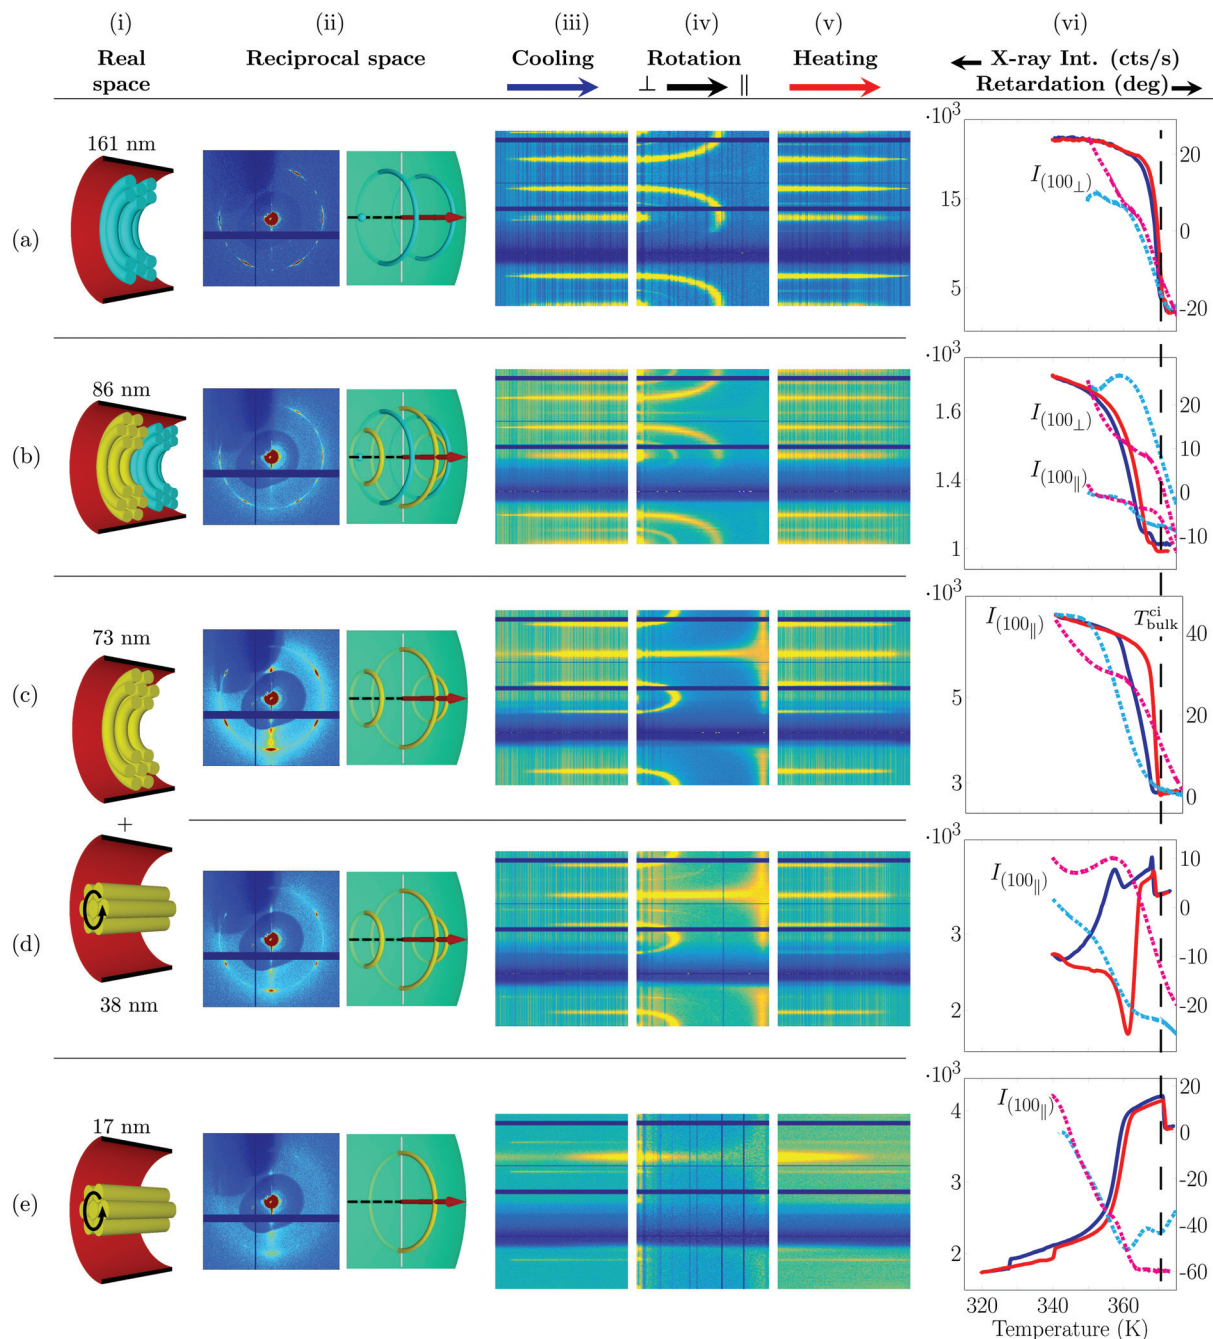 (i) (ii) (iii) (iv) (v) (vi)
Real space Reciprocal space Cooling Rotation Heating X-ray Int. (cts/s)
⊥ ∥ Retardation (deg)
(a)
161 nm
·10³
15
5
20
0
-20
I(100⊥)
(b)
86 nm
·10³
1.6
1.4
1
20
10
0
-10
I(100⊥)
I(100∥)
(c)
73 nm
·10³
5
3
40
20
0
I(100∥)
T^ci_bulk
+
(d)
38 nm
·10³
3
2
10
0
-10
-20
I(100∥)
(e)
17 nm
·10³
4
3
2
20
0
-20
-40
-60
I(100∥)
320 340 360
Temperature (K)